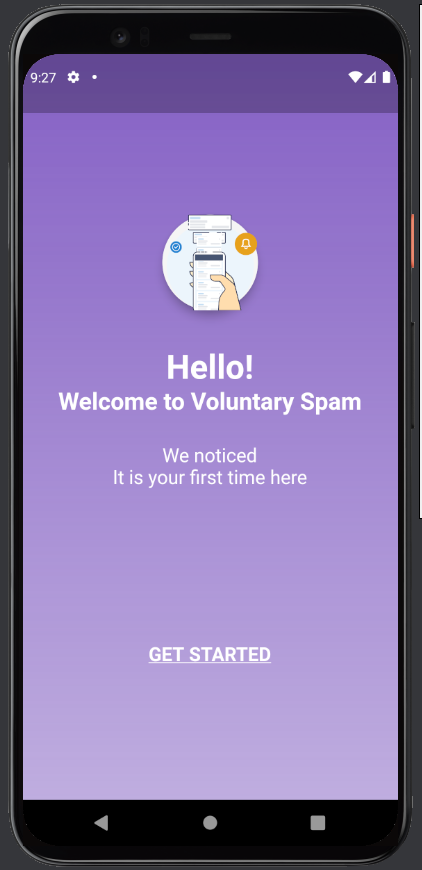 9:27
Hello!
Welcome to Voluntary Spam
We noticed
It is your first time here
GET STARTED